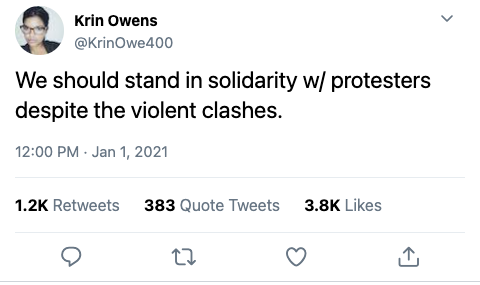 Krin Owens
@KrinOwe400
We should stand in solidarity w/ protesters
despite the violent clashes.
12:00 PM · Jan 1, 2021
1.2K Retweets 383 Quote Tweets 3.8K Likes